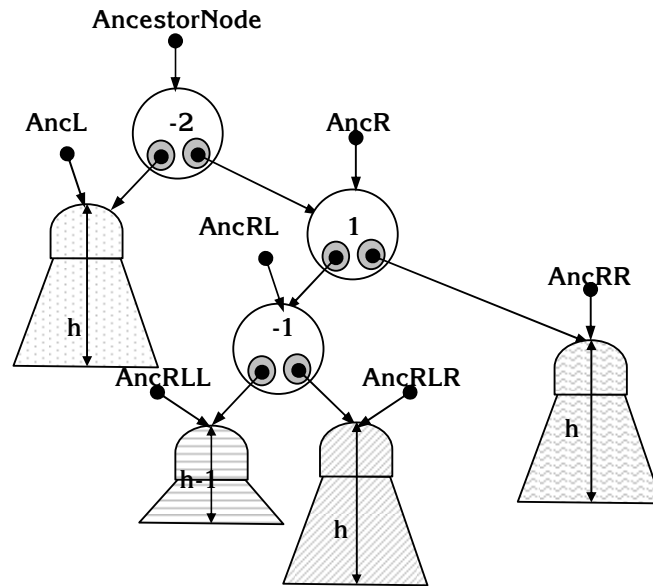 AncestorNode
-2
AncL
AncR
AncRL
1
AncRR
h
-1
AncRLL
AncRLR
h
h-1
h